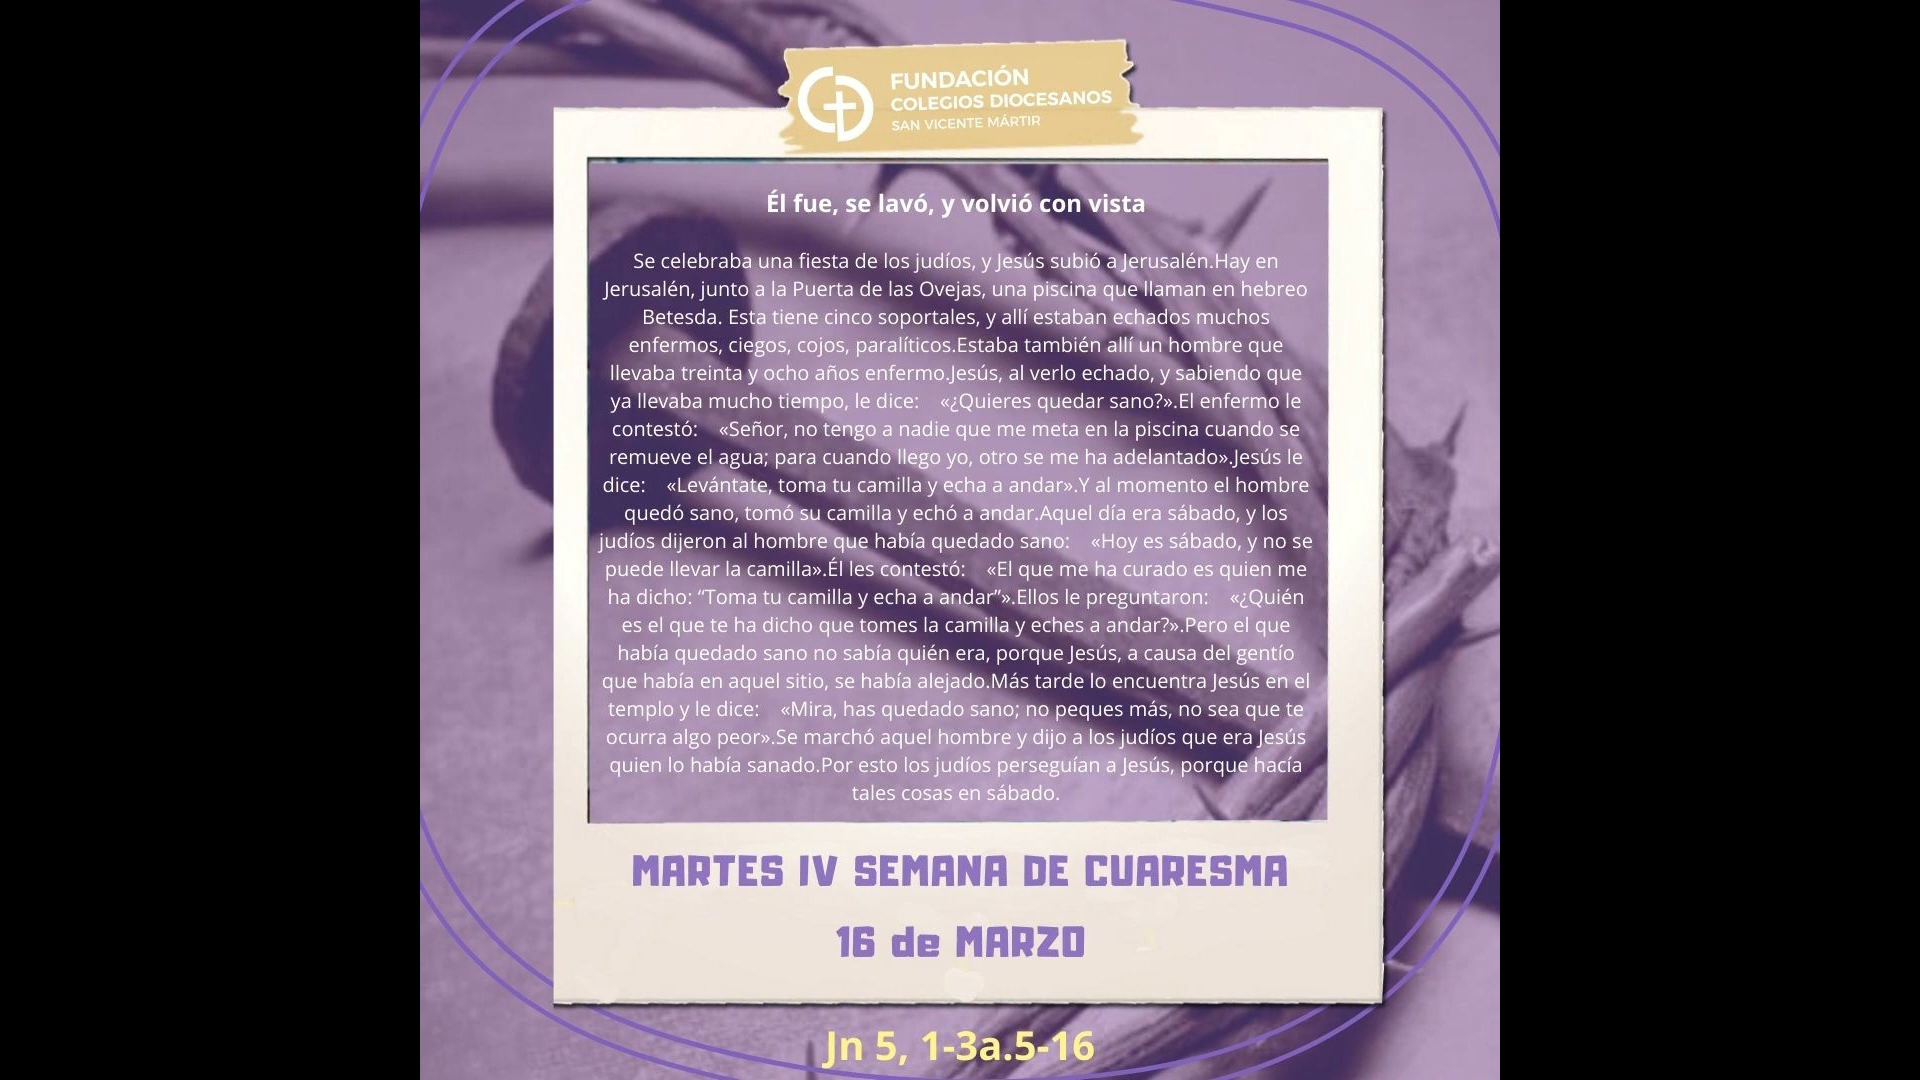 FUNDACIÓN
COLEGIOS DIOCESANOS
SAN VICENTE MÁRTIR
Él fue, se lavó, y volvió con vista
Se celebraba una fiesta de los judíos, y Jesús subió a Jerusalén.Hay en
Jerusalén, junto a la Puerta de las Ovejas, una piscina que llaman en hebreo
Betesda. Esta tiene cinco soportales, y allí estaban echados muchos
enfermos, ciegos, cojos, paralíticos.Estaba también allí un hombre que
llevaba treinta y ocho años enfermo.Jesús, al verlo echado, y sabiendo que
ya llevaba mucho tiempo, le dice:    «¿Quieres quedar sano?».El enfermo le
contestó:    «Señor, no tengo a nadie que me meta en la piscina cuando se
remueve el agua; para cuando llego yo, otro se me ha adelantado».Jesús le
dice:    «Levántate, toma tu camilla y echa a andar».Y al momento el hombre
quedó sano, tomó su camilla y echó a andar.Aquel día era sábado, y los
judíos dijeron al hombre que había quedado sano:    «Hoy es sábado, y no se
puede llevar la camilla».Él les contestó:    «El que me ha curado es quien me
ha dicho: “Toma tu camilla y echa a andar”».Ellos le preguntaron:    «¿Quién
es el que te ha dicho que tomes la camilla y eches a andar?».Pero el que
había quedado sano no sabía quién era, porque Jesús, a causa del gentío
que había en aquel sitio, se había alejado.Más tarde lo encuentra Jesús en el
templo y le dice:    «Mira, has quedado sano; no peques más, no sea que te
ocurra algo peor».Se marchó aquel hombre y dijo a los judíos que era Jesús
quien lo había sanado.Por esto los judíos perseguían a Jesús, porque hacía
tales cosas en sábado.
MARTES IV SEMANA DE CUARESMA
16 de MARZO
Jn 5, 1-3a.5-16